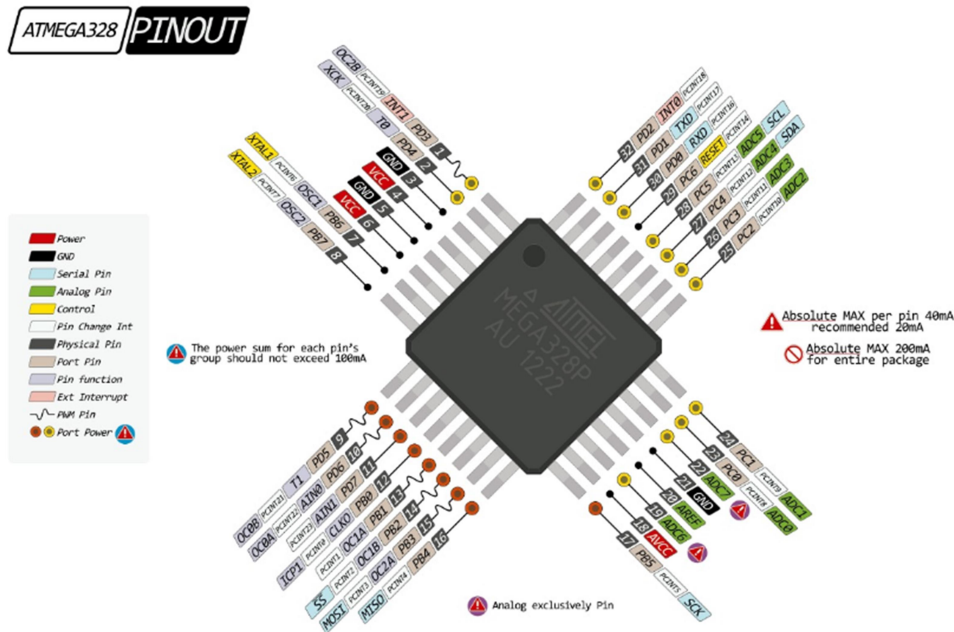 ATMEGA328 PINOUT
OC2B PCINT19 INT1 PD3 1
XCK PCINT20 T0 PD4 2
GND 3
VCC 4
GND 5
VCC 6
XTAL1 PCINT6 OSC1 PB6 7
XTAL2 PCINT7 OSC2 PB7 8
32 PD2 INT0 PCINT18
31 PD1 TXD PCINT17
30 PD0 RXD PCINT16
29 PC6 RESET PCINT14
28 PC5 PCINT13 ADC5 SCL
27 PC4 PCINT12 ADC4 SDA
26 PC3 PCINT11 ADC3
25 PC2 PCINT10 ADC2
Power
GND
Serial Pin
Analog Pin
Control
Pin Change Int
Physical Pin
Port Pin
Pin function
Ext Interrupt
PWM Pin
Port Power
The power sum for each pin's
group should not exceed 100mA
ATMEL
MEGA328P
AU 1222
Absolute MAX per pin 40mA
recommended 20mA
Absolute MAX 200mA
for entire package
OC0B PCINT21 T1 PD5 9
OC0A PCINT22 AIN0 PD6 10
PCINT23 AIN1 PD7 11
ICP1 PCINT0 CLKO PB0 12
PCINT1 OC1A PB1 13
SS PCINT2 OC1B PB2 14
MOSI PCINT3 OC2A PB3 15
MISO PCINT4 PB4 16
24 PC1 PCINT9 ADC1
23 PC0 PCINT8 ADC0
22 ADC7
21 GND
20 AREF
19 ADC6
18 AVCC
17 PB5 PCINT5 SCK
Analog exclusively Pin